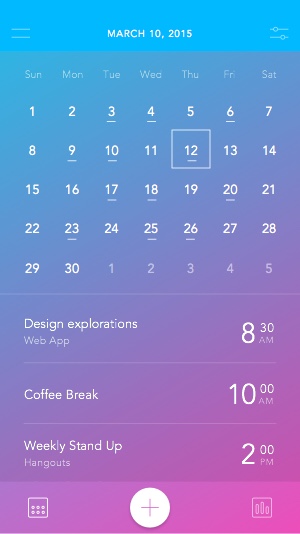 MARCH 10, 2015
Sun Mon Tue Wed Thu Fri Sat
1 2 3 4 5 6 7
8 9 10 11 12 13 14
15 16 17 18 19 20 21
22 23 24 25 26 27 28
29 30 1 2 3 4 5
Design explorations 8 30
Web App AM
Coffee Break 10 00
AM
Weekly Stand Up 2 00
Hangouts PM